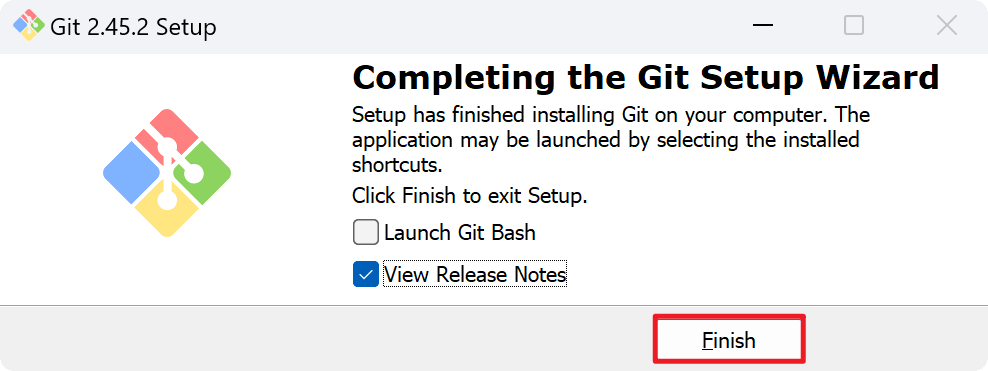 Git 2.45.2 Setup
Completing the Git Setup Wizard
Setup has finished installing Git on your computer. The
application may be launched by selecting the installed
shortcuts.
Click Finish to exit Setup.
Launch Git Bash
View Release Notes
Finish